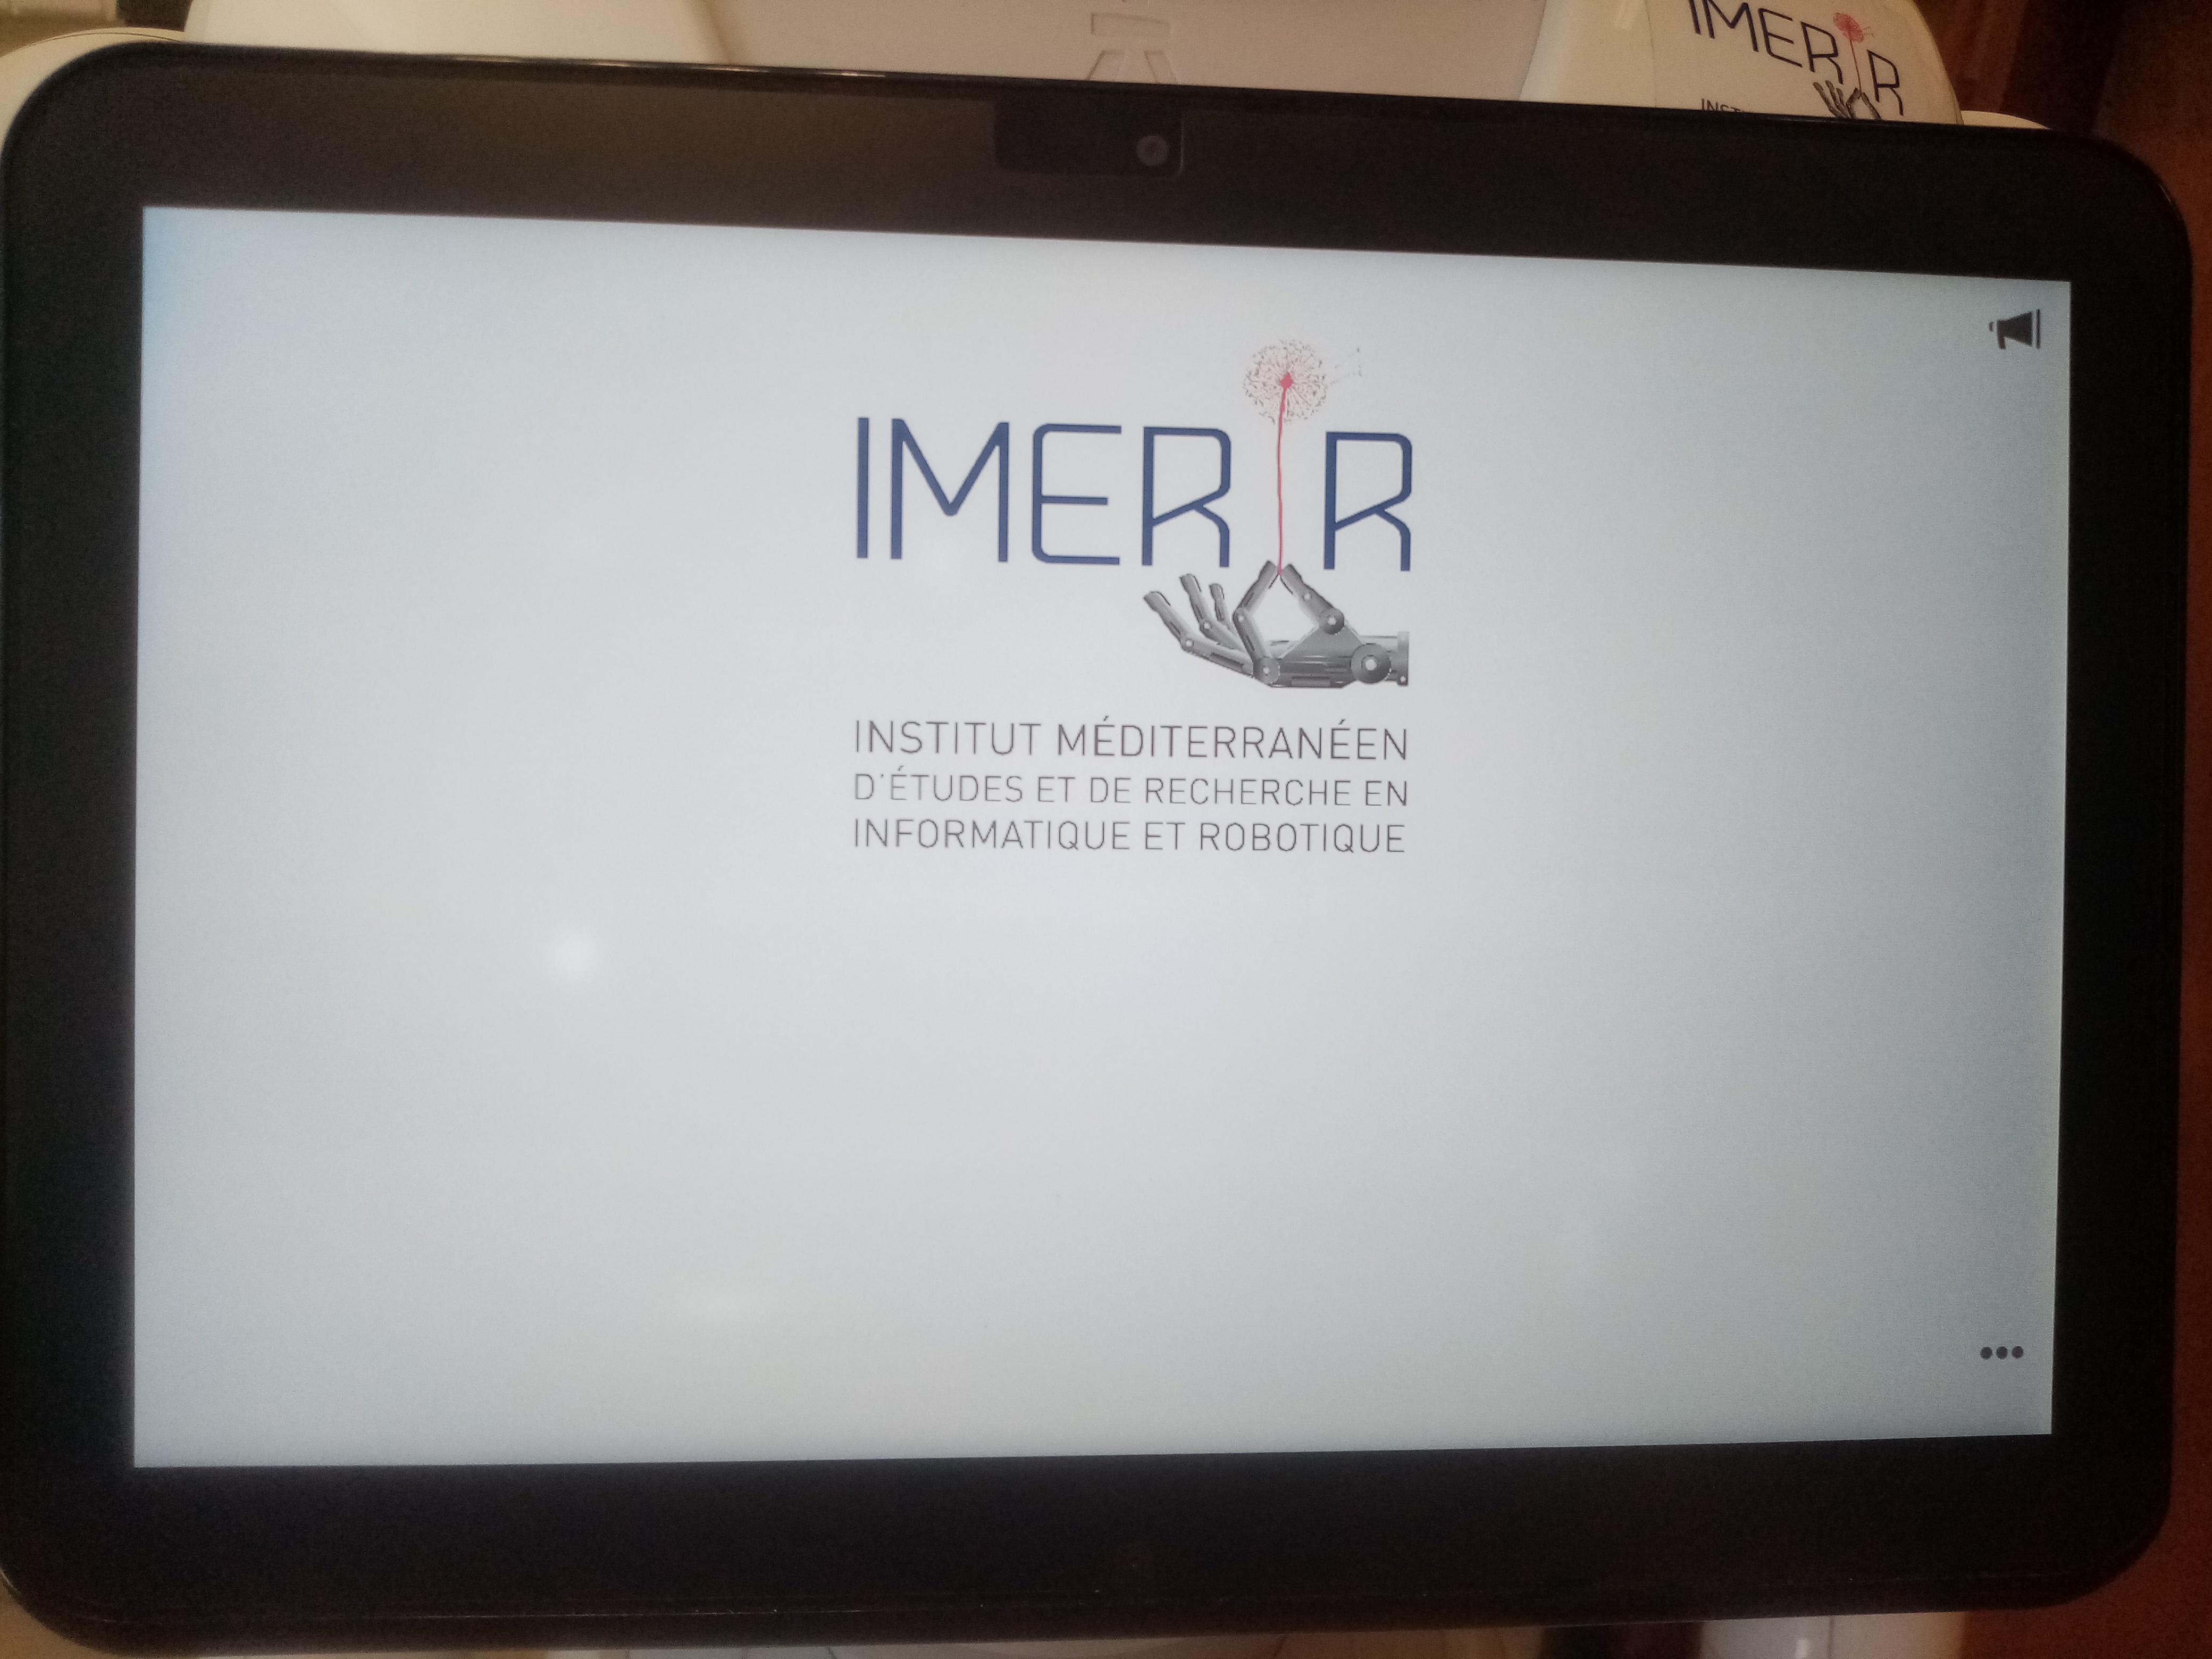 IMERIR
IMERIR
INSTITUT MÉDITERRANÉEN
D'ÉTUDES ET DE RECHERCHE EN
INFORMATIQUE ET ROBOTIQUE